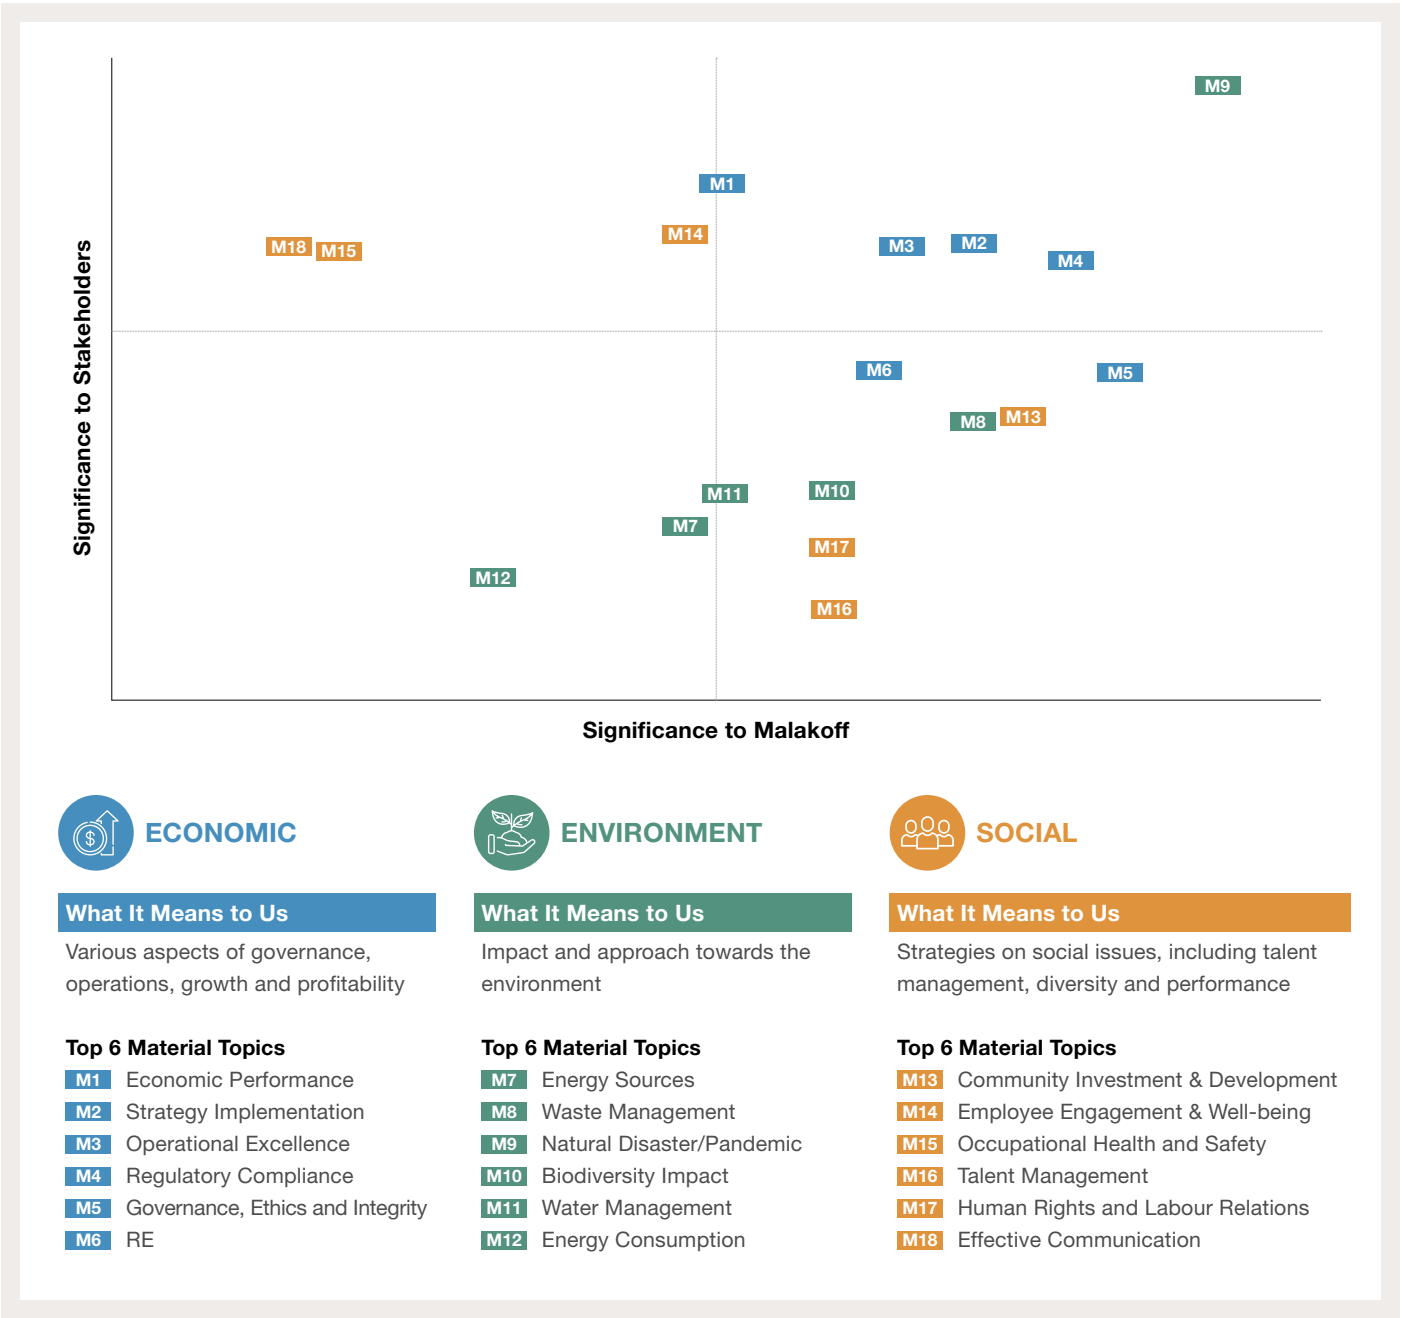 M9
M1
M14
M18
M15
M3
M2
M4
Significance to Stakeholders
M6
M5
M8
M13
M11
M10
M7
M17
M12
M16
Significance to Malakoff
$
ECONOMIC
What It Means to Us
Various aspects of governance,
operations, growth and profitability
Top 6 Material Topics
M1 Economic Performance
M2 Strategy Implementation
M3 Operational Excellence
M4 Regulatory Compliance
M5 Governance, Ethics and Integrity
M6 RE
ENVIRONMENT
What It Means to Us
Impact and approach towards the
environment
Top 6 Material Topics
M7 Energy Sources
M8 Waste Management
M9 Natural Disaster/Pandemic
M10 Biodiversity Impact
M11 Water Management
M12 Energy Consumption
SOCIAL
What It Means to Us
Strategies on social issues, including talent
management, diversity and performance
Top 6 Material Topics
M13 Community Investment & Development
M14 Employee Engagement & Well-being
M15 Occupational Health and Safety
M16 Talent Management
M17 Human Rights and Labour Relations
M18 Effective Communication